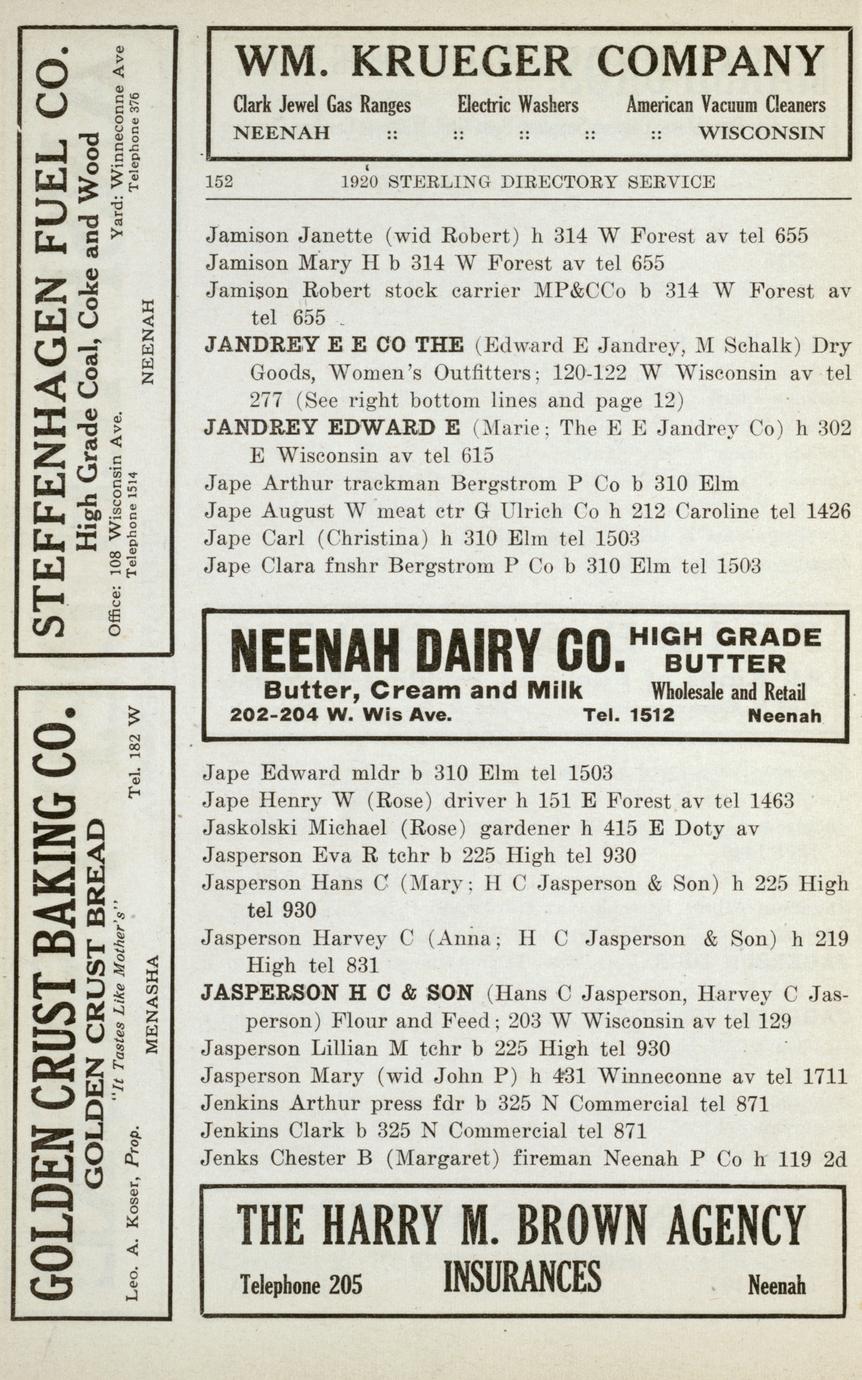 WM. KRUEGER COMPANY
Clark Jewel Gas Ranges Electric Washers American Vacuum Cleaners
NEENAH :: :: :: :: :: WISCONSIN
152 1920 STERLING DIRECTORY SERVICE
Jamison Janette (wid Robert) h 314 W Forest av tel 655
Jamison Mary H b 314 W Forest av tel 655
Jamison Robert stock carrier MP&CCo b 314 W Forest av
tel 655
JANDREY E E CO THE (Edward E Jandrey, M Schalk) Dry
Goods, Women's Outfitters; 120-122 W Wisconsin av tel
277 (See right bottom lines and page 12)
JANDREY EDWARD E (Marie; The E E Jandrey Co) h 302
E Wisconsin av tel 615
Jape Arthur trackman Bergstrom P Co b 310 Elm
Jape August W meat ctr G Ulrich Co h 212 Caroline tel 1426
Jape Carl (Christina) h 310 Elm tel 1503
Jape Clara fnshr Bergstrom P Co b 310 Elm tel 1503
NEENAH DAIRY CO. HIGH GRADE
BUTTER
Butter, Cream and Milk Wholesale and Retail
202-204 W. Wis Ave. Tel. 1512 Neenah
Jape Edward mldr b 310 Elm tel 1503
Jape Henry W (Rose) driver h 151 E Forest av tel 1463
Jaskolski Michael (Rose) gardener h 415 E Doty av
Jasperson Eva R tchr b 225 High tel 930
Jasperson Hans C (Mary; H C Jasperson & Son) h 225 High
tel 930
Jasperson Harvey C (Anna; H C Jasperson & Son) h 219
High tel 831
JASPERSON H C & SON (Hans C Jasperson, Harvey C Jas-
person) Flour and Feed; 203 W Wisconsin av tel 129
Jasperson Lillian M tchr b 225 High tel 930
Jasperson Mary (wid John P) h 431 Winneconne av tel 1711
Jenkins Arthur press fdr b 325 N Commercial tel 871
Jenkins Clark b 325 N Commercial tel 871
Jenks Chester B (Margaret) fireman Neenah P Co h 119 2d
THE HARRY M. BROWN AGENCY
Telephone 205 INSURANCES Neenah
STEFFENHAGEN FUEL CO.
High Grade Coal, Coke and Wood
Office: 108 Wisconsin Ave. Yard: Winneconne Ave
Telephone 1514 Telephone 376
NEENAH
GOLDEN CRUST BAKING CO.
GOLDEN CRUST BREAD
"It Tastes Like Mother's"
Leo. A. Koser, Prop. Tel. 182 W
MENASHA